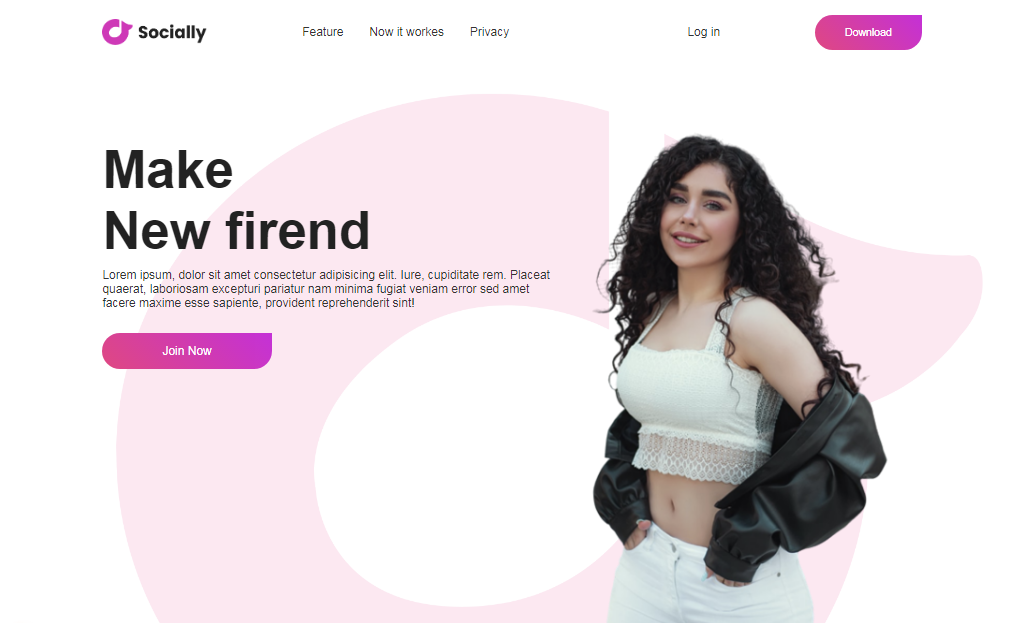 Socially
Feature
Now it workes
Privacy
Log in
Download
Make
New firend
Lorem ipsum, dolor sit amet consectetur adipisicing elit. Iure, cupiditate rem. Placeat
quaerat, laboriosam excepturi pariatur nam minima fugiat veniam error sed amet
facere maxime esse sapiente, provident reprehenderit sint!
Join Now